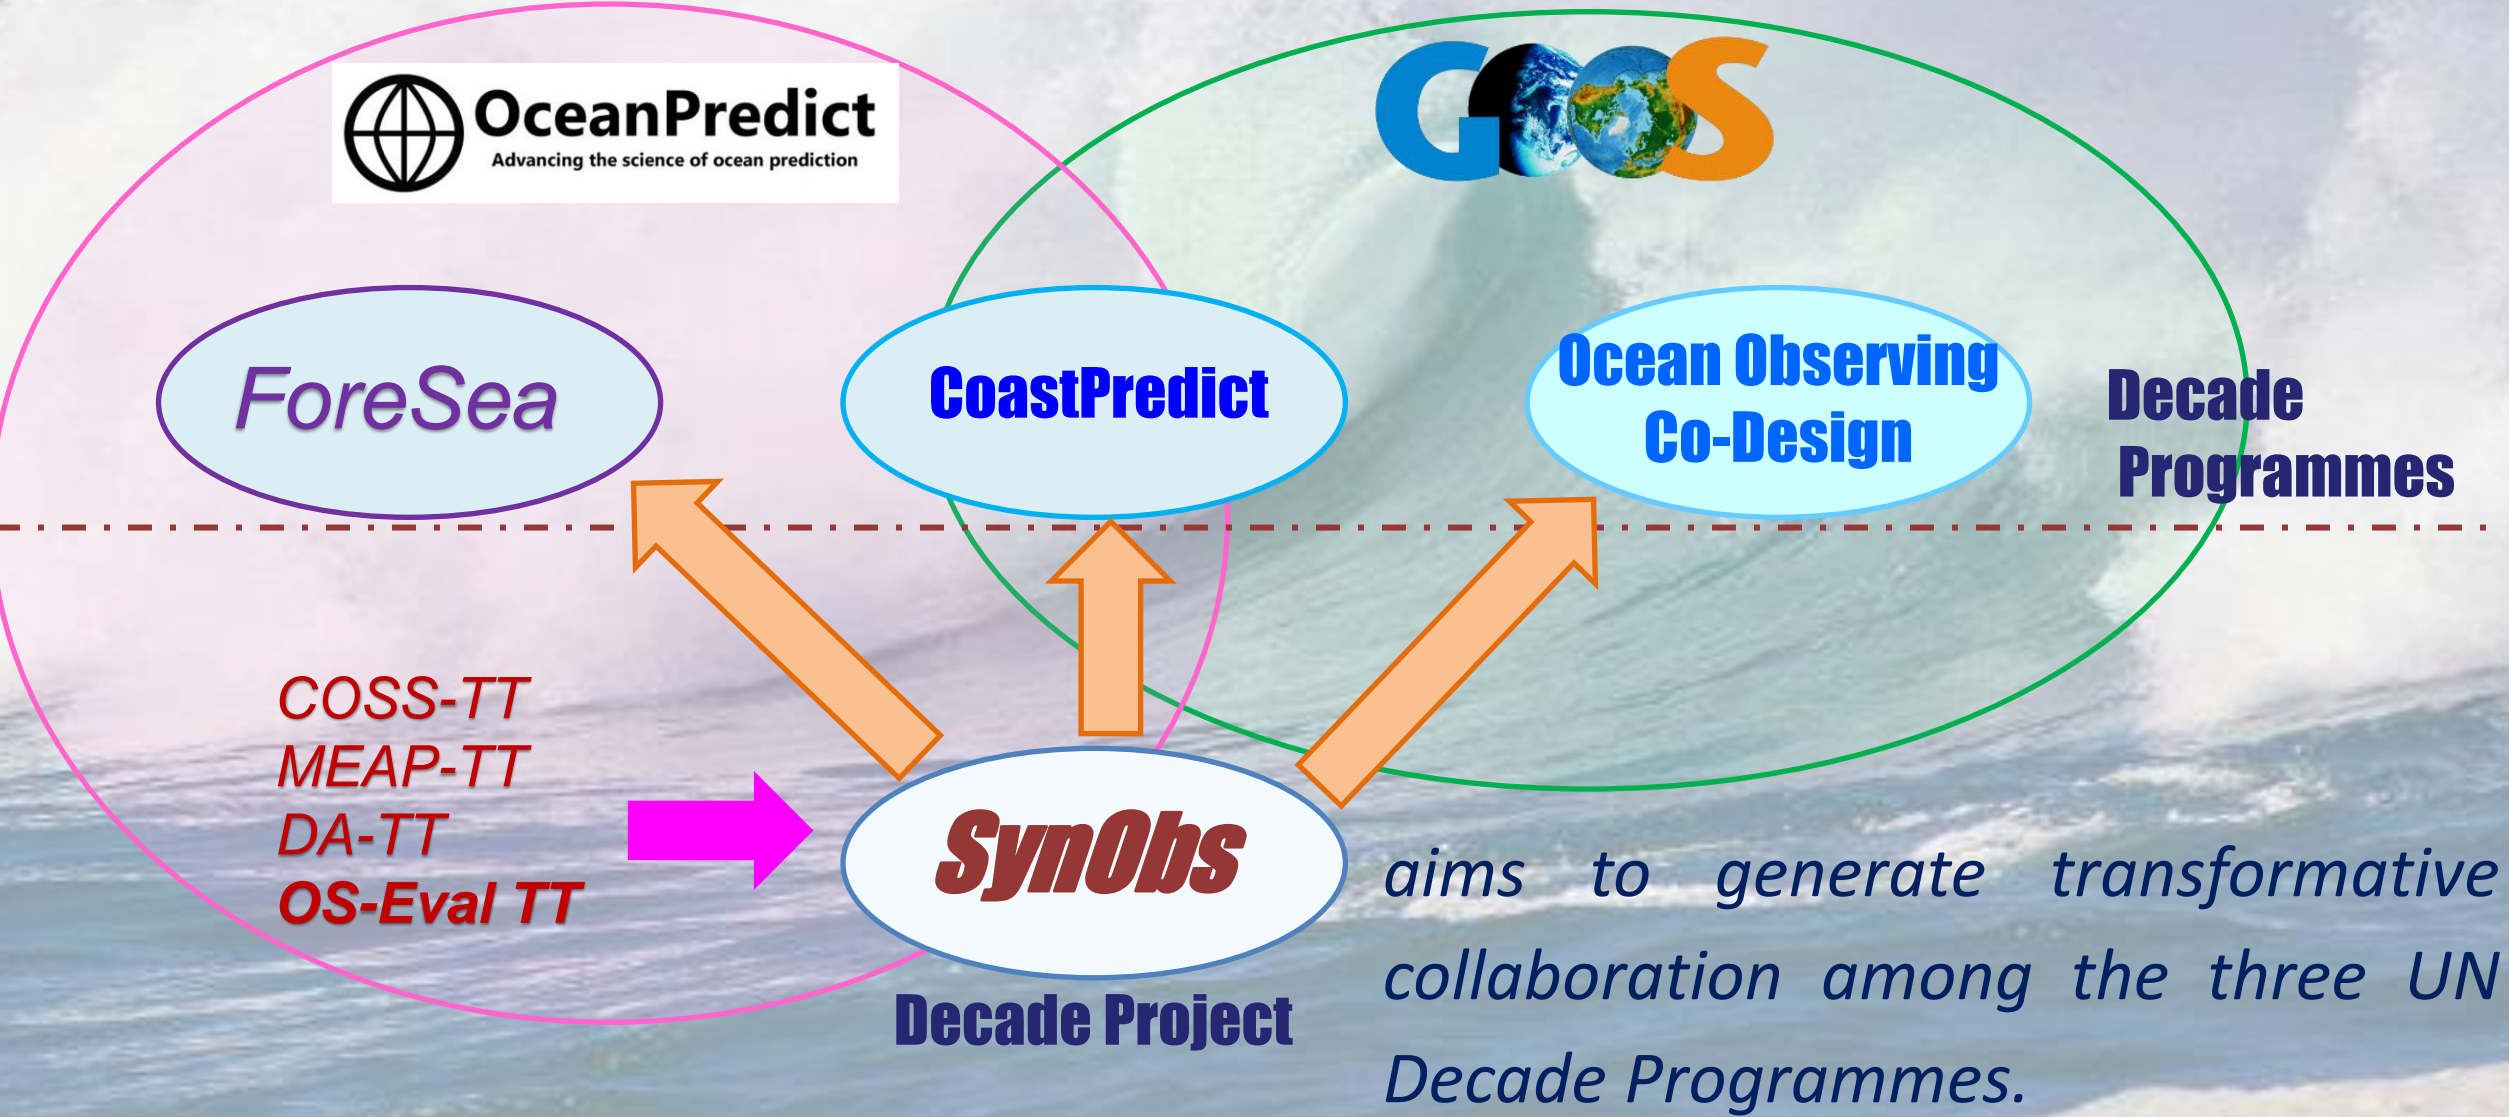 OceanPredict
Advancing the science of ocean prediction
GOOS
ForeSea
CoastPredict
Ocean Observing
Co-Design
Decade
Programmes
COSS-TT
MEAP-TT
DA-TT
OS-Eval TT
SynObs
Decade Project
aims to generate transformative
collaboration among the three UN
Decade Programmes.